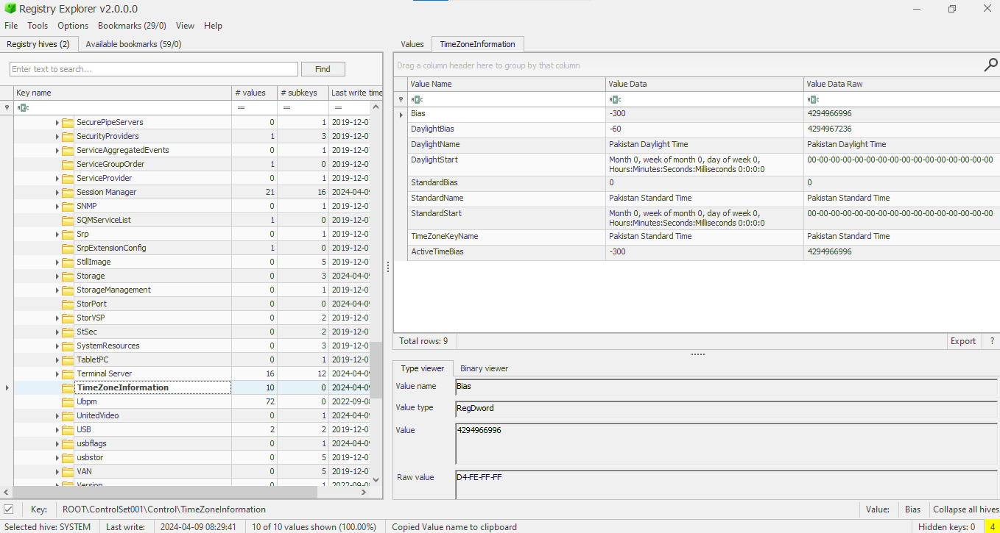 Registry Explorer v2.0.0.0
File Tools Options Bookmarks (29/0) View Help
Registry hives (2) Available bookmarks (59/0)
Enter text to search... Find
Key name # values # subkeys Last write time
= = =
SecurePipeServers 0 1 2019-12-0
SecurityProviders 1 3 2019-12-0
ServiceAggregatedEvents 0 1 2019-12-0
ServiceGroupOrder 1 0 2019-12-0
ServiceProvider 0 1 2019-12-0
Session Manager 21 16 2024-04-09
SNMP 0 1 2019-12-0
SQMServiceList 1 0 2019-12-0
Srp 0 1 2019-12-0
SrpExtensionConfig 1 0 2019-12-0
StillImage 0 5 2019-12-0
Storage 0 3 2024-04-09
StorageManagement 0 1 2019-12-0
StorPort 0 0 2024-04-09
StorVSP 0 2 2019-12-0
StSec 0 2 2019-12-0
SystemResources 0 3 2019-12-0
TabletPC 0 1 2019-12-0
Terminal Server 16 12 2024-04-09
TimeZoneInformation 10 0 2024-04-09
Ubpm 72 0 2022-09-08
UnitedVideo 0 1 2024-04-09
USB 2 2 2019-12-0
usbflags 0 1 2024-04-09
usbstor 0 5 2019-12-0
VAN 0 5 2019-12-0
Version 0 1 2022-09-08
Values TimeZoneInformation
Drag a column header here to group by that column
Value Name Value Data Value Data Raw
Bias -300 4294966996
DaylightBias -60 4294967236
DaylightName Pakistan Daylight Time Pakistan Daylight Time
DaylightStart Month 0, week of month 0, day of week 0, 00-00-00-00-00-00-00-00-00-00-00-00-00-00-00-00
Hours:Minutes:Seconds:Milliseconds 0:0:0:0
StandardBias 0 0
StandardName Pakistan Standard Time Pakistan Standard Time
StandardStart Month 0, week of month 0, day of week 0, 00-00-00-00-00-00-00-00-00-00-00-00-00-00-00-00
Hours:Minutes:Seconds:Milliseconds 0:0:0:0
TimeZoneKeyName Pakistan Standard Time Pakistan Standard Time
ActiveTimeBias -300 4294966996
Total rows: 9 Export ?
Type viewer Binary viewer
Value name Bias
Value type RegDword
Value 4294966996
Raw value D4-FE-FF-FF
Key: ROOT\ControlSet001\Control\TimeZoneInformation Value: Bias Collapse all hives
Selected hive: SYSTEM Last write: 2024-04-09 08:29:41 10 of 10 values shown (100.00%) Copied Value name to clipboard Hidden keys: 0 4